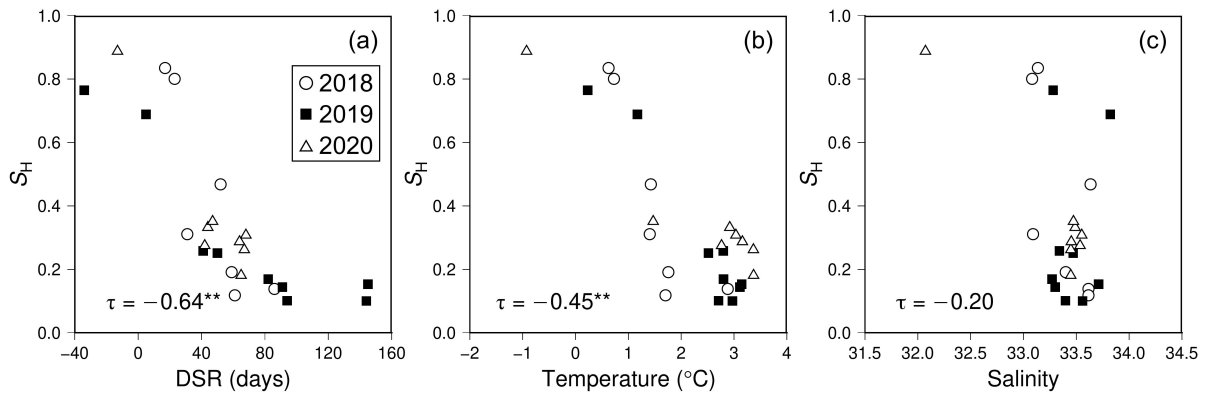 (a)
1.0
0.8
0.6
0.4
0.2
0.0
S_H
2018
2019
2020
τ = −0.64**
−40 0 40 80 120 160
DSR (days)
(b)
1.0
0.8
0.6
0.4
0.2
0.0
S_H
τ = −0.45**
−2 −1 0 1 2 3 4
Temperature (°C)
(c)
1.0
0.8
0.6
0.4
0.2
0.0
S_H
τ = −0.20
31.5 32.0 32.5 33.0 33.5 34.0 34.5
Salinity